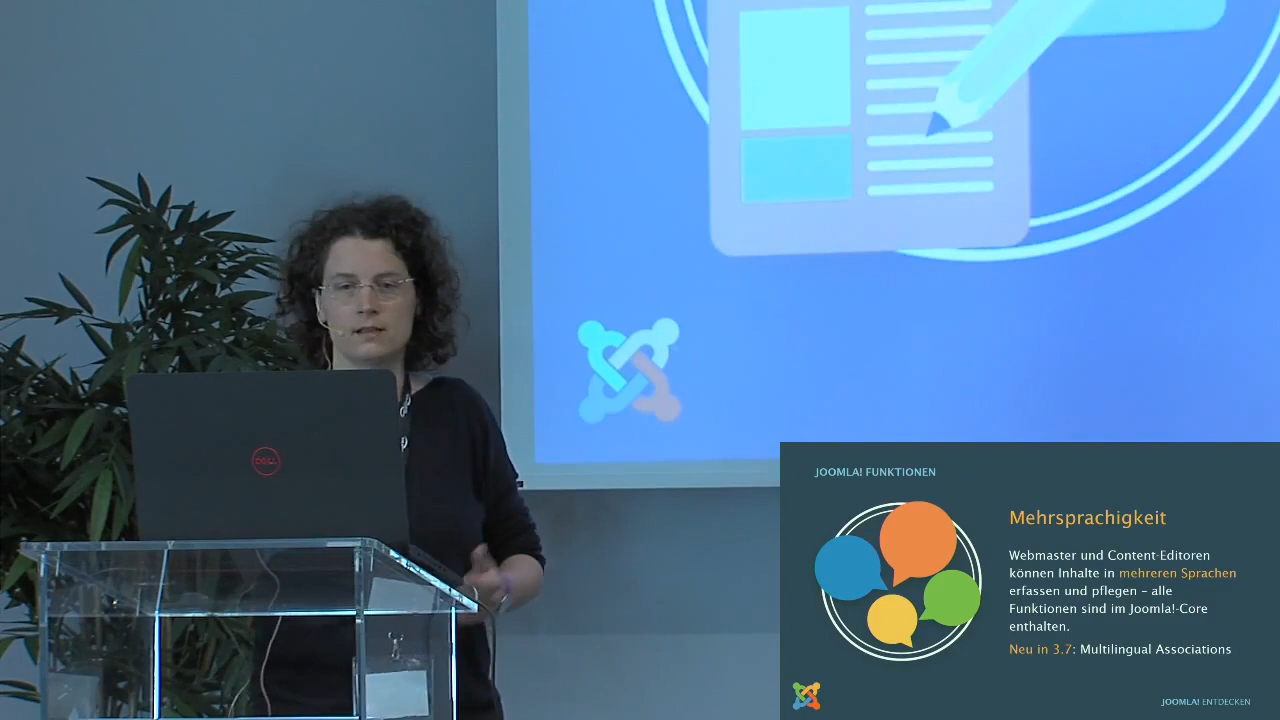 DELL
JOOMLA! FUNKTIONEN
Mehrsprachigkeit
Webmaster und Content-Editoren
können Inhalte in mehreren Sprachen
erfassen und pflegen – alle
Funktionen sind im Joomla!-Core
enthalten.
Neu in 3.7: Multilingual Associations
JOOMLA! ENTDECKEN